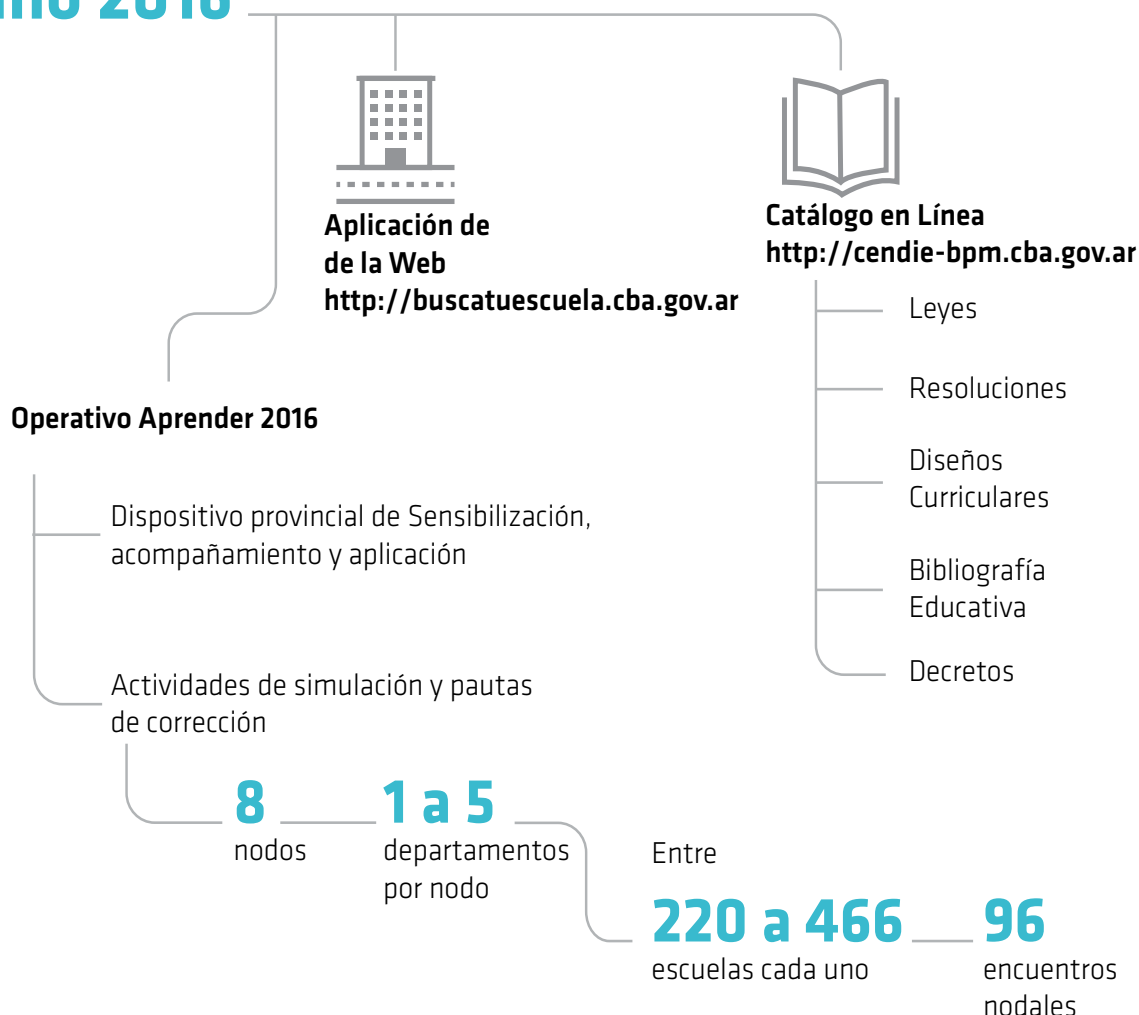 2016
Aplicación de
de la Web
http://buscatuescuela.cba.gov.ar
Catálogo en Línea
http://cendie-bpm.cba.gov.ar
Leyes
Resoluciones
Diseños
Curriculares
Bibliografía
Educativa
Decretos
Operativo Aprender 2016
Dispositivo provincial de Sensibilización,
acompañamiento y aplicación
Actividades de simulación y pautas
de corrección
8
nodos
1 a 5
departamentos
por nodo
Entre
220 a 466
escuelas cada uno
96
encuentros
nodales